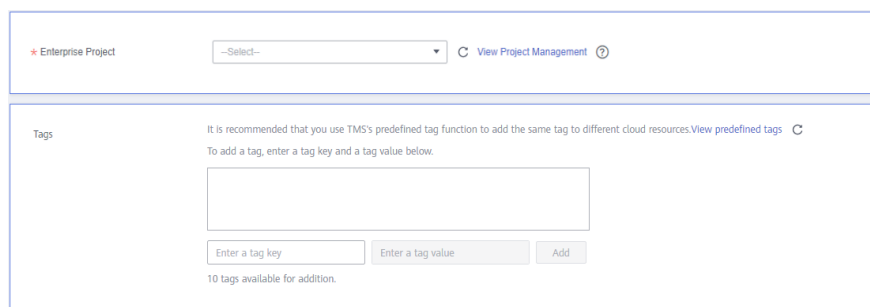 * Enterprise Project --Select-- View Project Management ?
Tags It is recommended that you use TMS's predefined tag function to add the same tag to different cloud resources.View predefined tags
To add a tag, enter a tag key and a tag value below.
Enter a tag key Enter a tag value Add
10 tags available for addition.